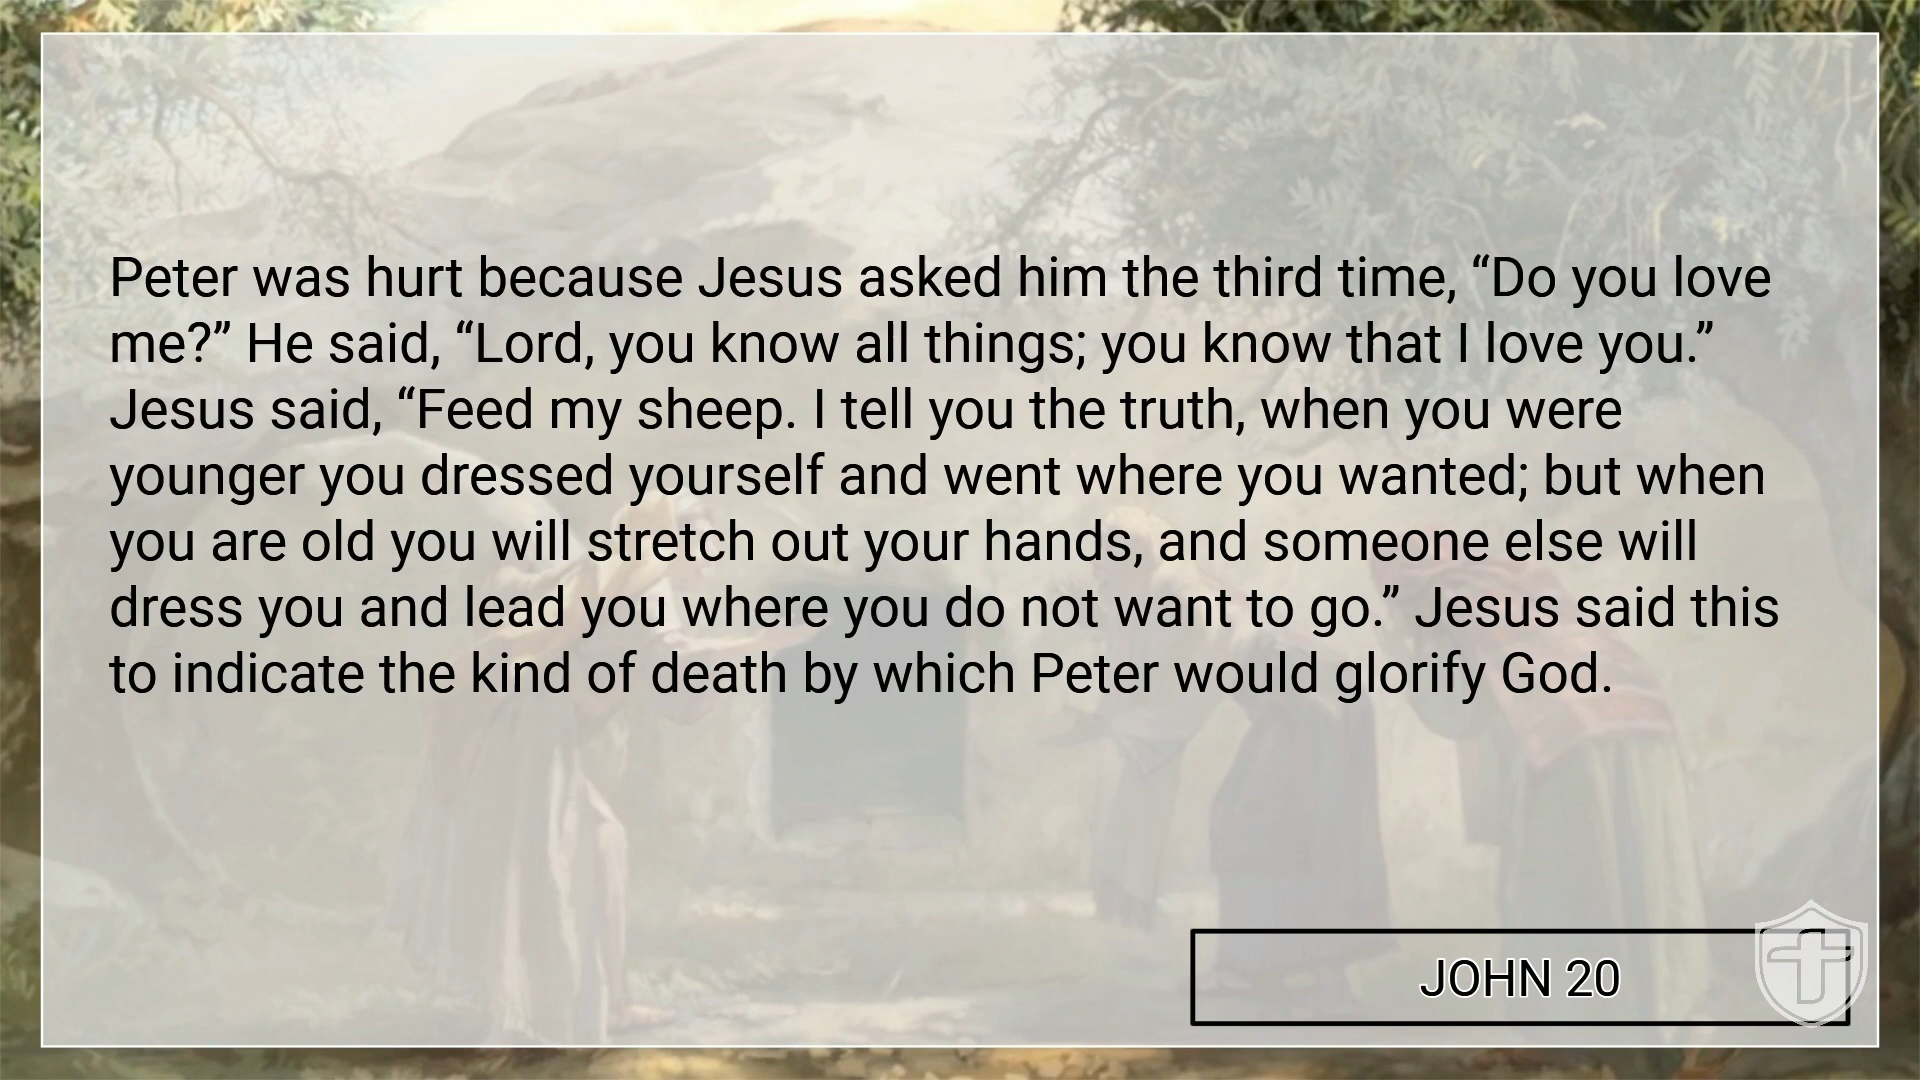 Peter was hurt because Jesus asked him the third time, “Do you love
me?” He said, “Lord, you know all things; you know that I love you.”
Jesus said, “Feed my sheep. I tell you the truth, when you were
younger you dressed yourself and went where you wanted; but when
you are old you will stretch out your hands, and someone else will
dress you and lead you where you do not want to go.” Jesus said this
to indicate the kind of death by which Peter would glorify God.
JOHN 20